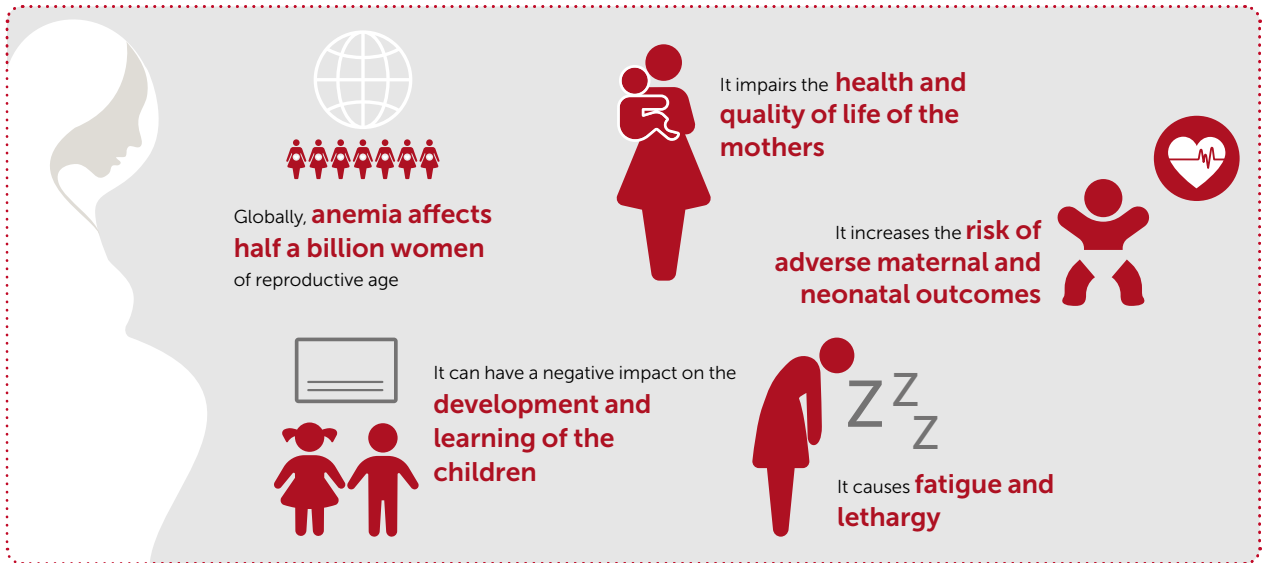 Globally, anemia affects
half a billion women
of reproductive age
It impairs the health and
quality of life of the
mothers
It increases the risk of
adverse maternal and
neonatal outcomes
It can have a negative impact on the
development and
learning of the
children
Z Z Z
It causes fatigue and
lethargy